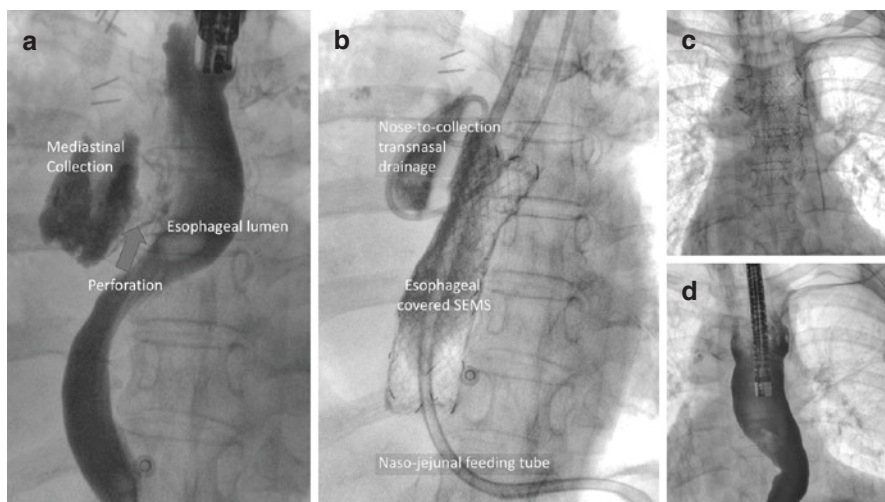 a
Mediastinal
Collection
Esophageal lumen
Perforation
b
Nose-to-collection
transnasal
drainage
Esophageal
covered SEMS
Naso-jejunal feeding tube
c
d